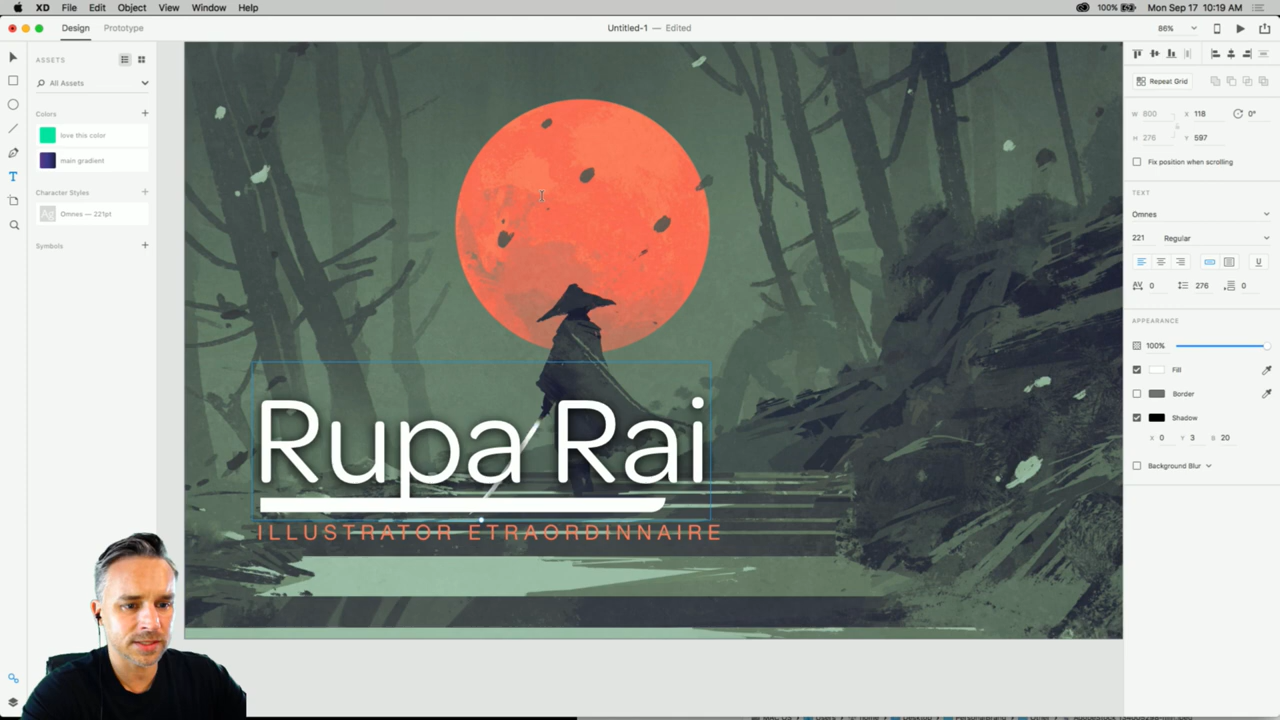 XD File Edit Object View Window Help
100% Mon Sep 17 10:19 AM
Design Prototype
Untitled-1 — Edited
86%
ASSETS
All Assets
Colors
love this color
main gradient
Character Styles
Ag Omnes — 221pt
Symbols
Rupa Rai
ILLUSTRATOR ETRAORDINNAIRE
Repeat Grid
W 800 X 118 0°
H 276 Y 597
Fix position when scrolling
TEXT
Omnes
221 Regular
AV 0 276 0
APPEARANCE
100%
Fill
Border
Shadow
X 0 Y 3 B 20
Background Blur